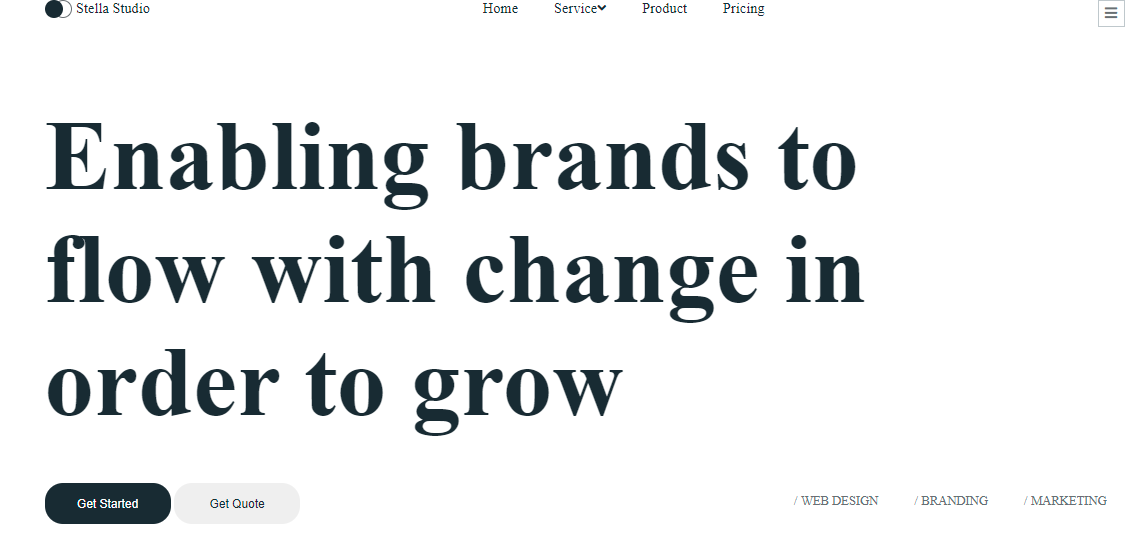 Stella Studio Home Service Product Pricing
Enabling brands to
flow with change in
order to grow
Get Started Get Quote / WEB DESIGN / BRANDING / MARKETING